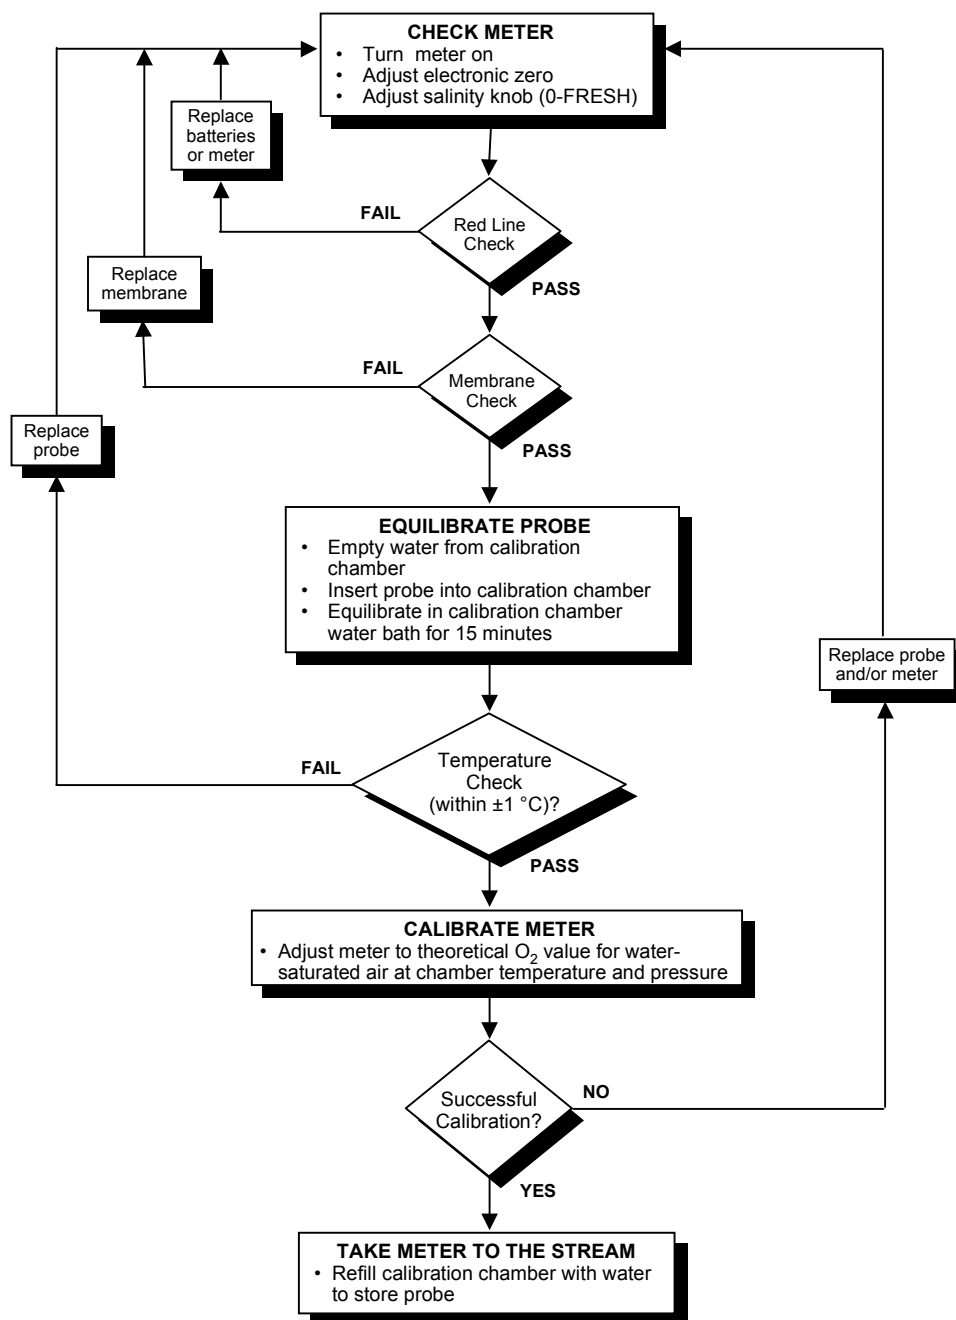 CHECK METER
• Turn meter on
• Adjust electronic zero
• Adjust salinity knob (0-FRESH)
Replace
batteries
or meter
FAIL
Red Line
Check
PASS
Replace
membrane
FAIL
Membrane
Check
PASS
Replace
probe
EQUILIBRATE PROBE
• Empty water from calibration
chamber
• Insert probe into calibration chamber
• Equilibrate in calibration chamber
water bath for 15 minutes
Replace probe
and/or meter
FAIL
Temperature
Check
(within ±1 °C)?
PASS
CALIBRATE METER
• Adjust meter to theoretical O₂ value for water-
saturated air at chamber temperature and pressure
Successful
Calibration?
NO
YES
TAKE METER TO THE STREAM
• Refill calibration chamber with water
to store probe